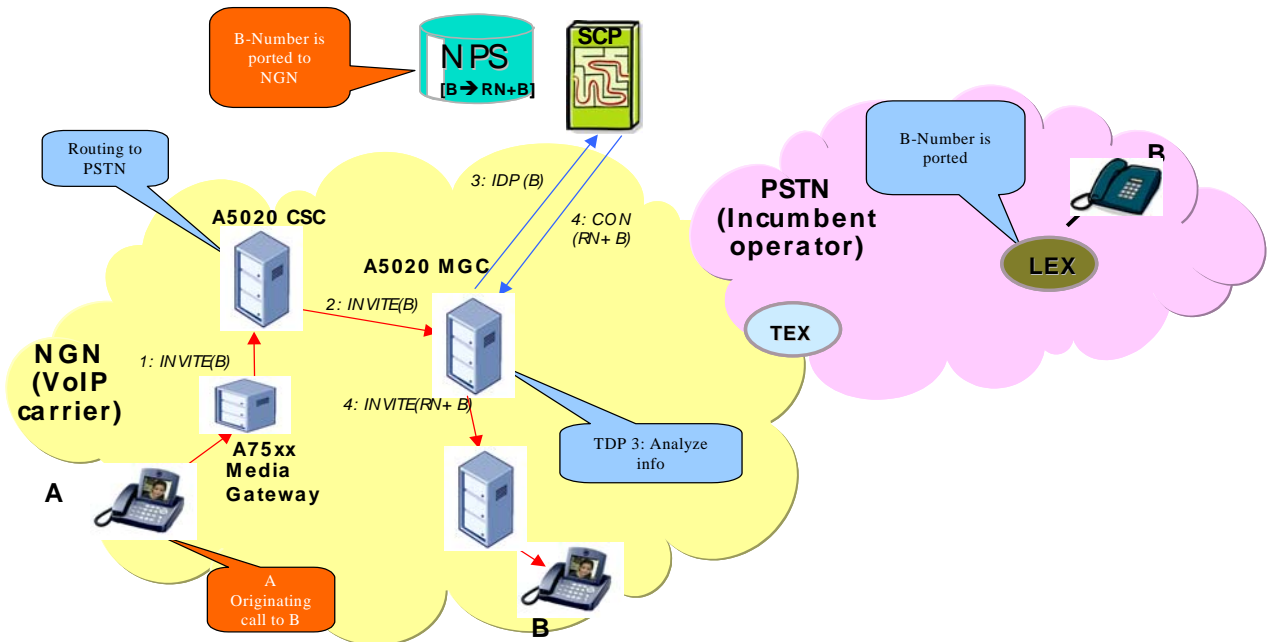 B-Number is
ported to
NGN
NPS
[B➔RN+B]
SCP
Routing to
PSTN
3: IDP (B)
4: CON
(RN+ B)
A5020 CSC
A5020 MGC
2: INVITE(B)
1: INVITE(B)
NGN
(VoIP
carrier)
4: INVITE(RN+ B)
A75xx
Media
Gateway
A
A
Originating
call to B
TDP 3: Analyze
info
B
B-Number is
ported
B
PSTN
(Incumbent
operator)
LEX
TEX